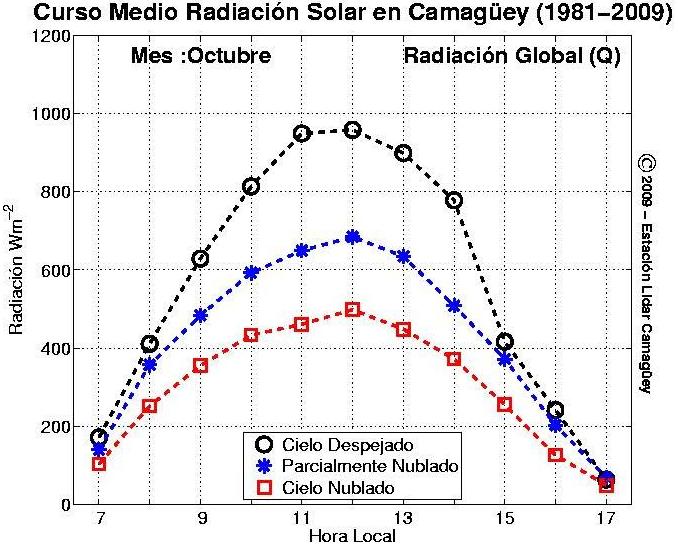 Curso Medio Radiación Solar en Camagüey (1981−2009)
Mes :Octubre
Radiación Global (Q)
1200
1000
800
600
400
200
0
Radiación Wm−2
Cielo Despejado
Parcialmente Nublado
Cielo Nublado
7
9
11
13
15
17
Hora Local
© 2009 − Estación Lidar Camagüey